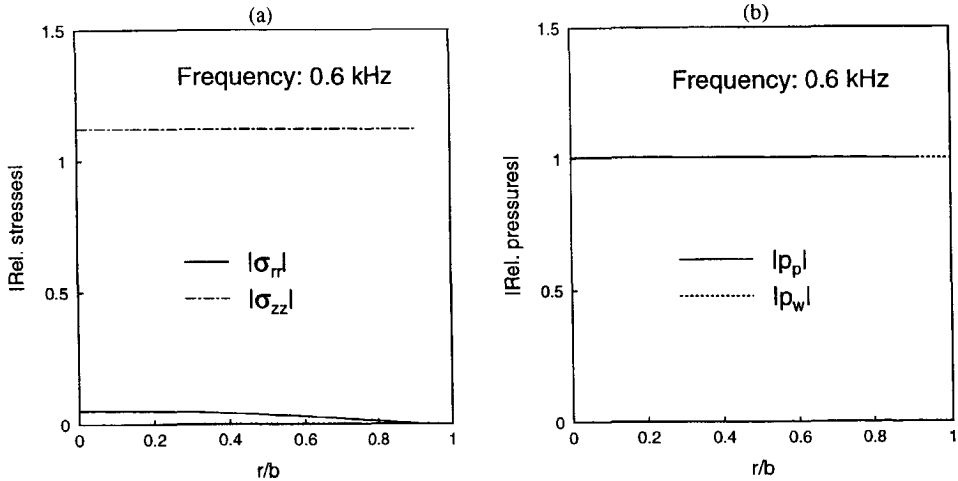 (a)
1.5
1
0.5
0
|Rel. stresses|
Frequency: 0.6 kHz
|σrr|
|σzz|
0 0.2 0.4 0.6 0.8 1
r/b
(b)
1.5
1
0.5
0
|Rel. pressures|
Frequency: 0.6 kHz
|pp|
|pw|
0 0.2 0.4 0.6 0.8 1
r/b